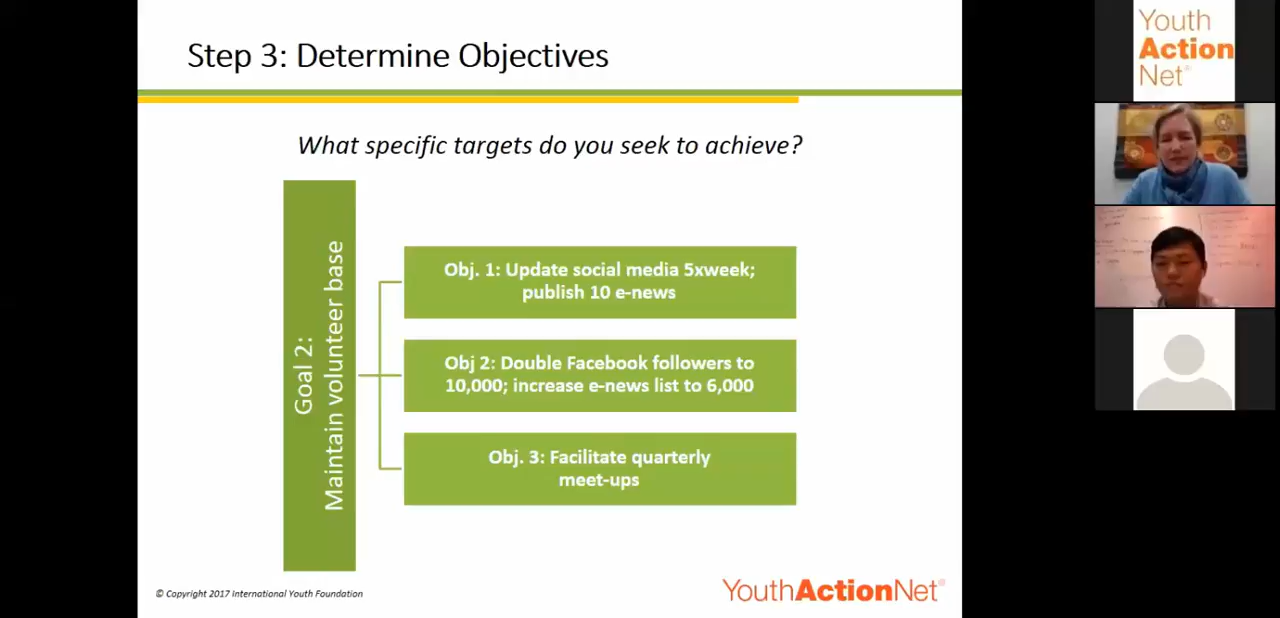 Step 3: Determine Objectives
What specific targets do you seek to achieve?
Goal 2:
Maintain volunteer base
Obj. 1: Update social media 5xweek;
publish 10 e-news
Obj 2: Double Facebook followers to
10,000; increase e-news list to 6,000
Obj. 3: Facilitate quarterly
meet-ups
© Copyright 2017 International Youth Foundation
YouthActionNet®
Youth
Action
Net®